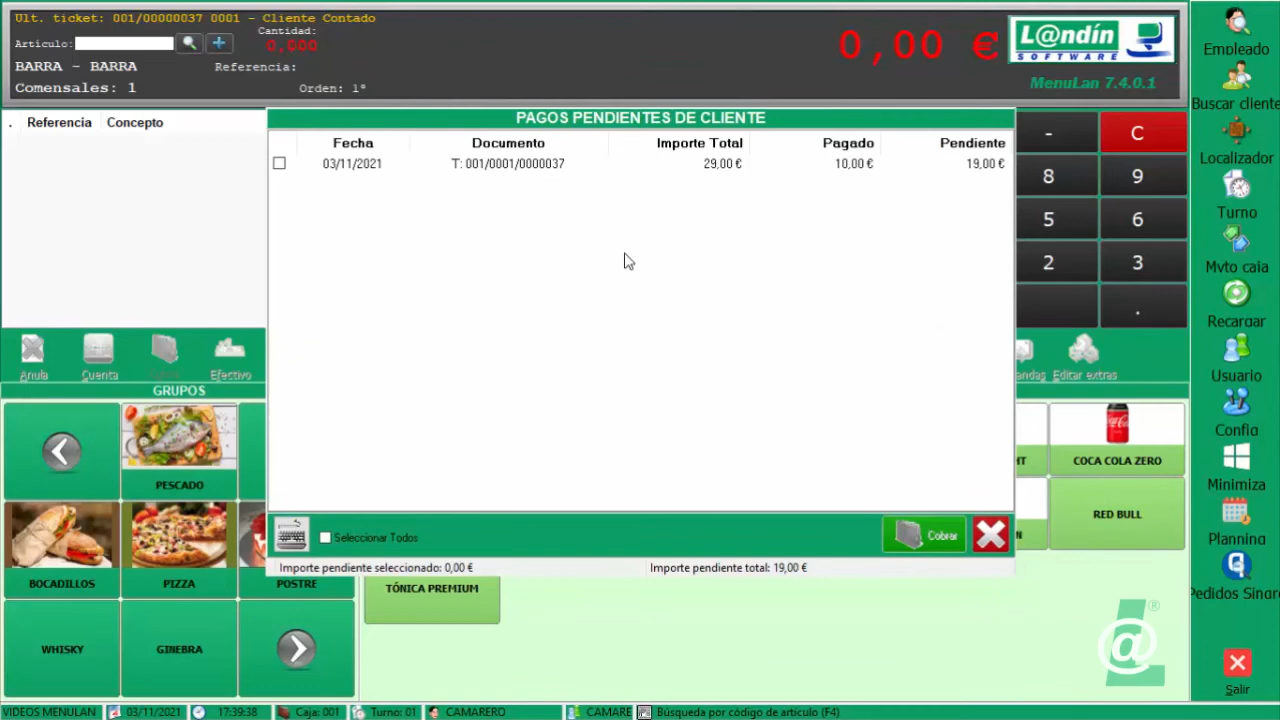 Ult. ticket: 001/00000037 0001 - Cliente Contado
Artículo:
Cantidad:
0,000
BARRA - BARRA
Referencia:
Comensales: 1
Orden: 1ª
0,00 €
L@ndín
SOFTWARE
MenuLan 7.4.0.1
. Referencia Concepto
PAGOS PENDIENTES DE CLIENTE
Fecha Documento Importe Total Pagado Pendiente
03/11/2021 T: 001/0001/0000037 29,00 € 10,00 € 19,00 €
- C
8 9
5 6
2 3
.
Anula
Cuenta
Efectivo
Editar extras
GRUPOS
PESCADO
BOCADILLOS
PIZZA
POSTRE
WHISKY
GINEBRA
COCA COLA ZERO
RED BULL
TÓNICA PREMIUM
Seleccionar Todos
Cobrar
Importe pendiente seleccionado: 0,00 €
Importe pendiente total: 19,00 €
Empleado
Buscar cliente
Localizador
Turno
Mvto caja
Recargar
Usuario
Config
Minimiza
Planning
Pedidos Sinar
Salir
VIDEOS MENULAN 03/11/2021 17:39:38 Caja: 001 Turno: 01 CAMARERO CAMARE Búsqueda por código de artículo (F4)